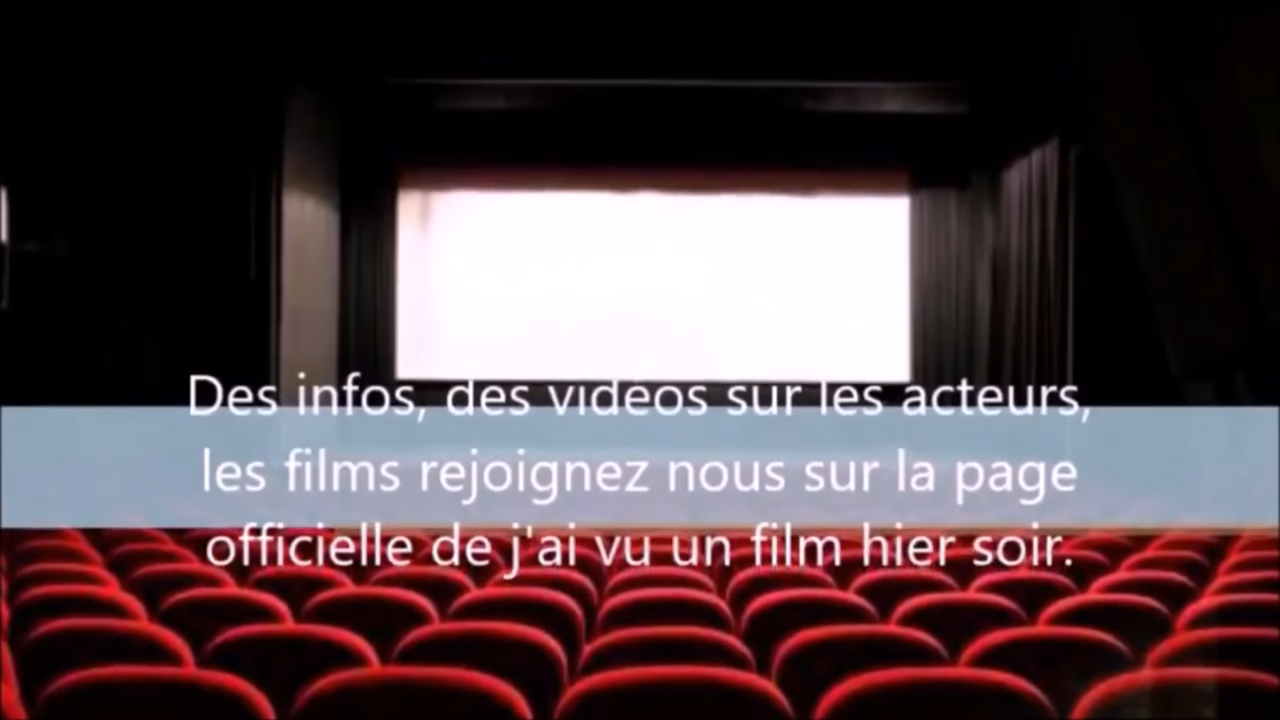 Des infos, des vidéos sur les acteurs,
les films rejoignez nous sur la page
officielle de j'ai vu un film hier soir.